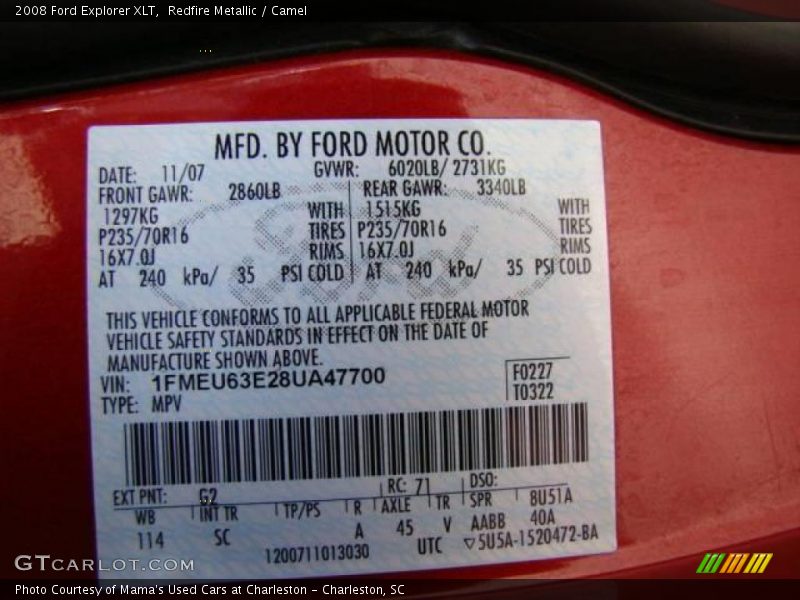 2008 Ford Explorer XLT,  Redfire Metallic / Camel
MFD. BY FORD MOTOR CO.
DATE: 11/07 GVWR: 6020LB/ 2731KG
FRONT GAWR: 2860LB REAR GAWR: 3340LB
1297KG WITH 1515KG WITH
P235/70R16 TIRES P235/70R16 TIRES
16X7.0J RIMS 16X7.0J RIMS
AT 240 kPa/ 35 PSI COLD AT 240 kPa/ 35 PSI COLD
Ford
THIS VEHICLE CONFORMS TO ALL APPLICABLE FEDERAL MOTOR
VEHICLE SAFETY STANDARDS IN EFFECT ON THE DATE OF
MANUFACTURE SHOWN ABOVE.
VIN: 1FMEU63E28UA47700 F0227
TYPE: MPV T0322
EXT PNT: G2 RC: 71 DSO:
WB INT TR TP/PS R AXLE TR SPR 8U51A
114 SC A 45 V AABB 40A
1200711013030 UTC ▽5U5A-1520472-BA
GTCARLOT.COM
Photo Courtesy of Mama's Used Cars at Charleston - Charleston, SC